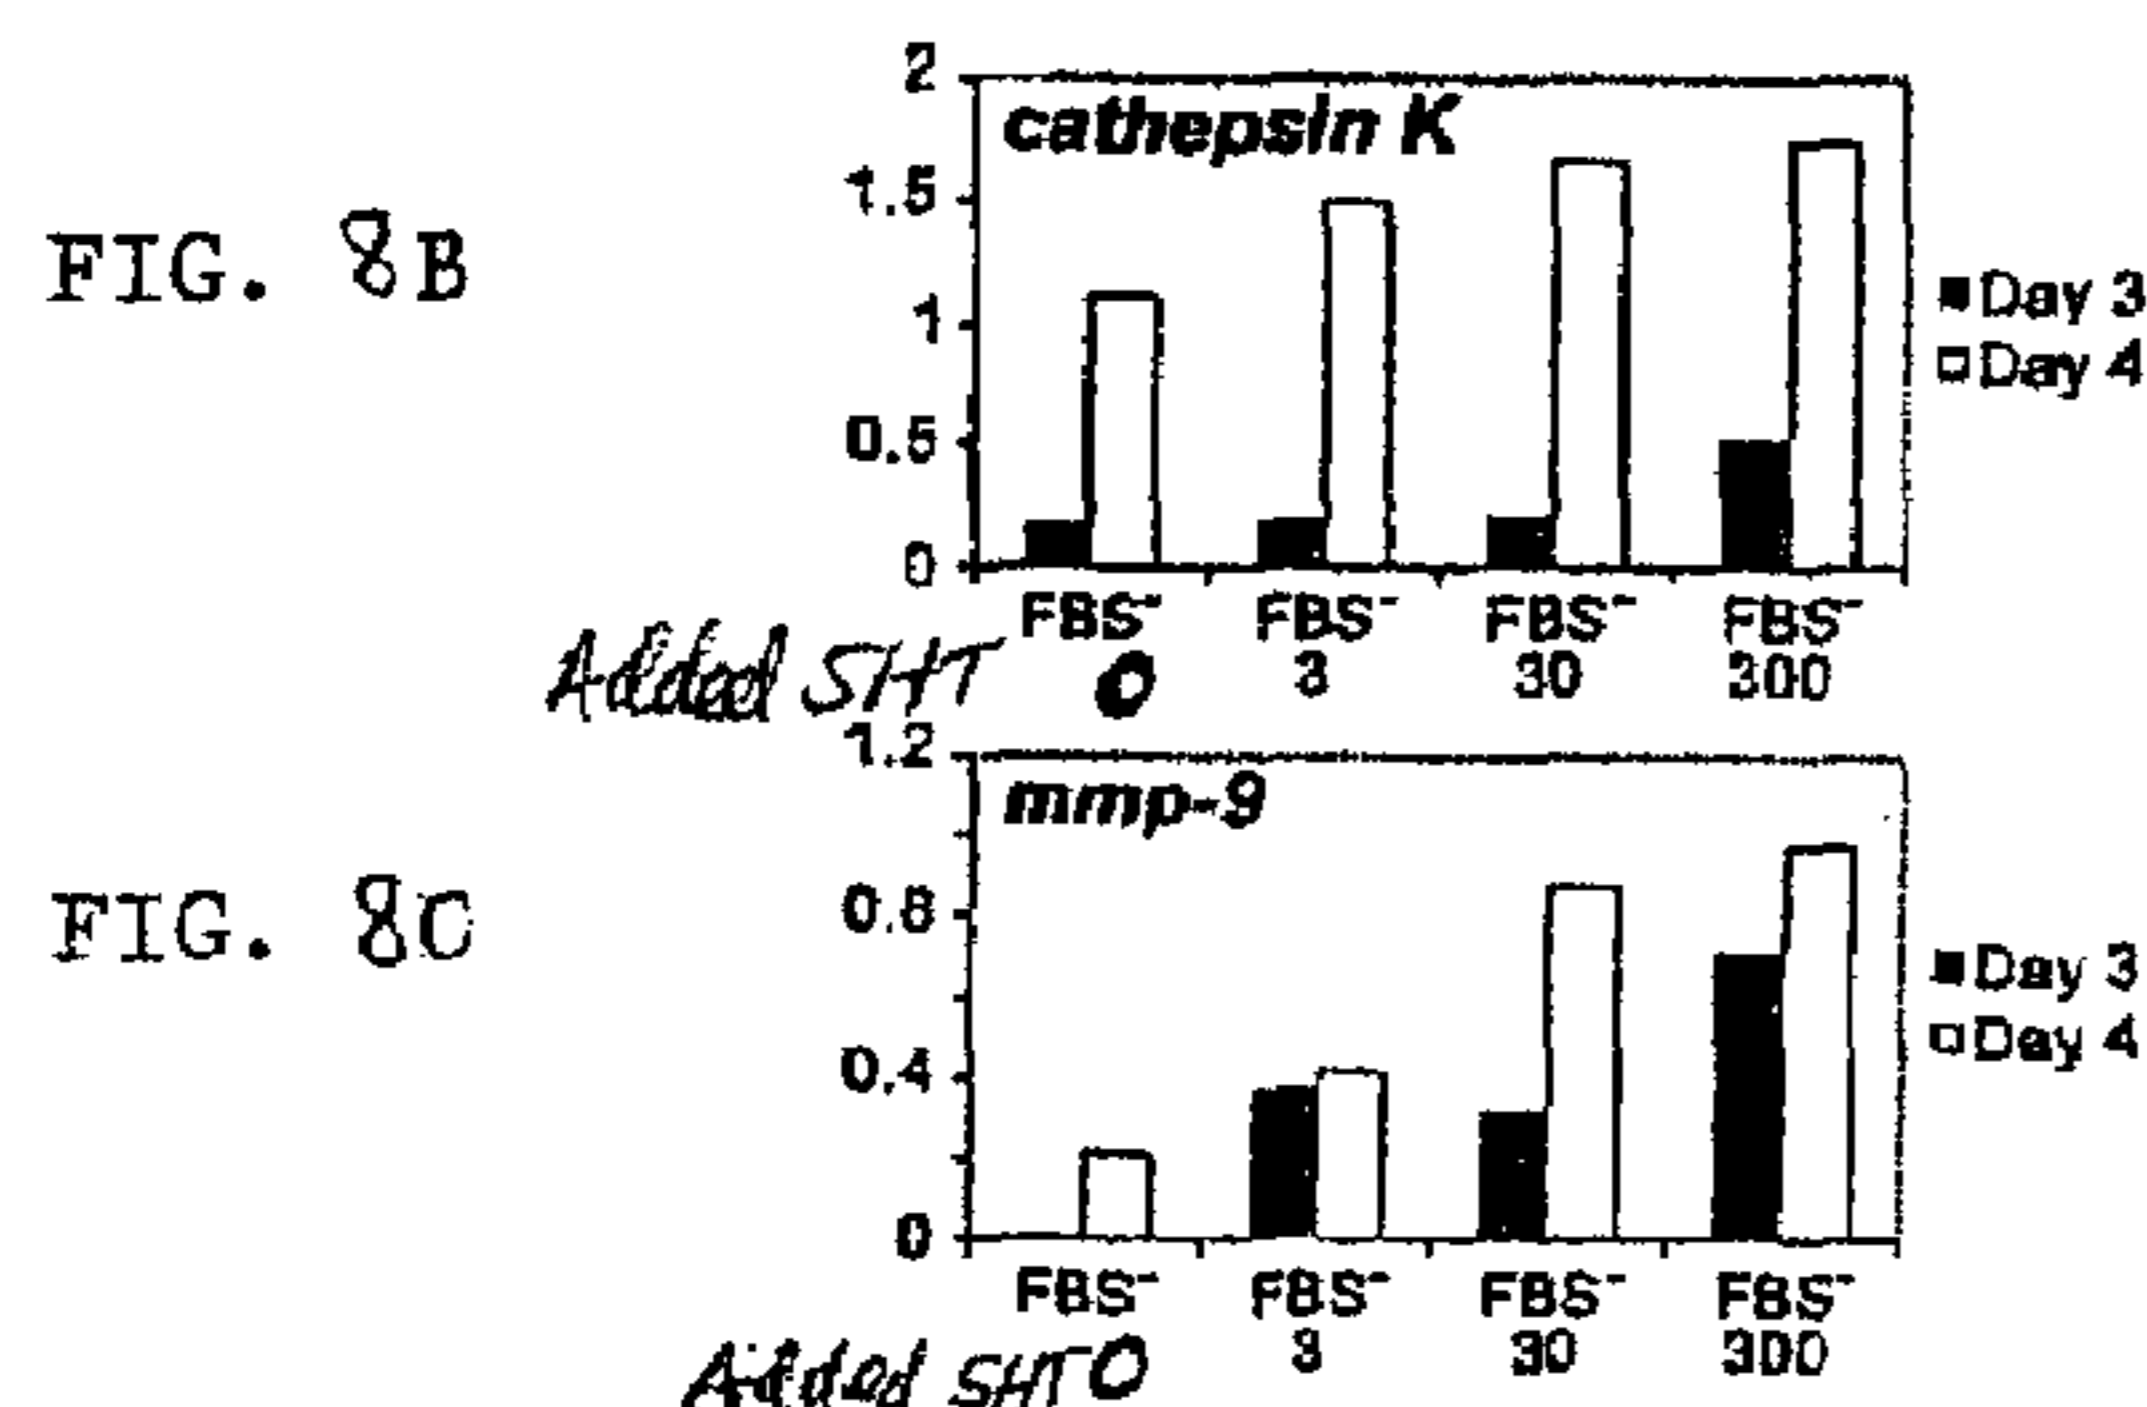 FIG. 8B
2
cathepsin K
1.5
1
0.5
0
Day 3
Day 4
FBS- FBS- FBS- FBS-
Added 5HT 0 3 30 300
FIG. 8C
1.2
mmp-9
0.8
0.4
0
Day 3
Day 4
FBS- FBS- FBS- FBS-
Added 5HT 0 3 30 300